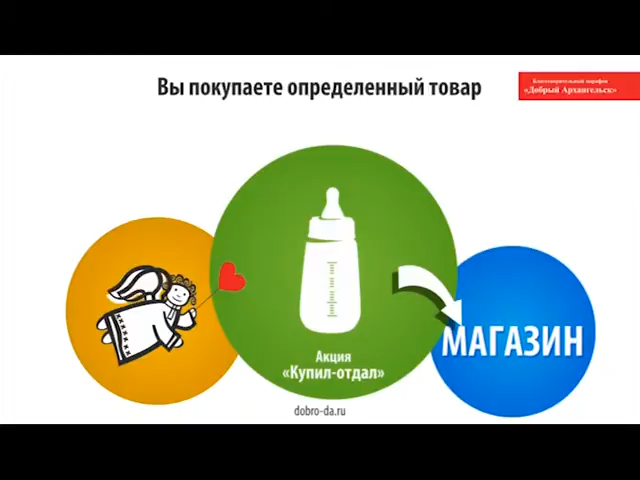 Вы покупаете определенный товар
Благотворительный марафон
«Добрый Архангельск»
МАГАЗИН
Акция
«Купил-отдал»
dobro-da.ru